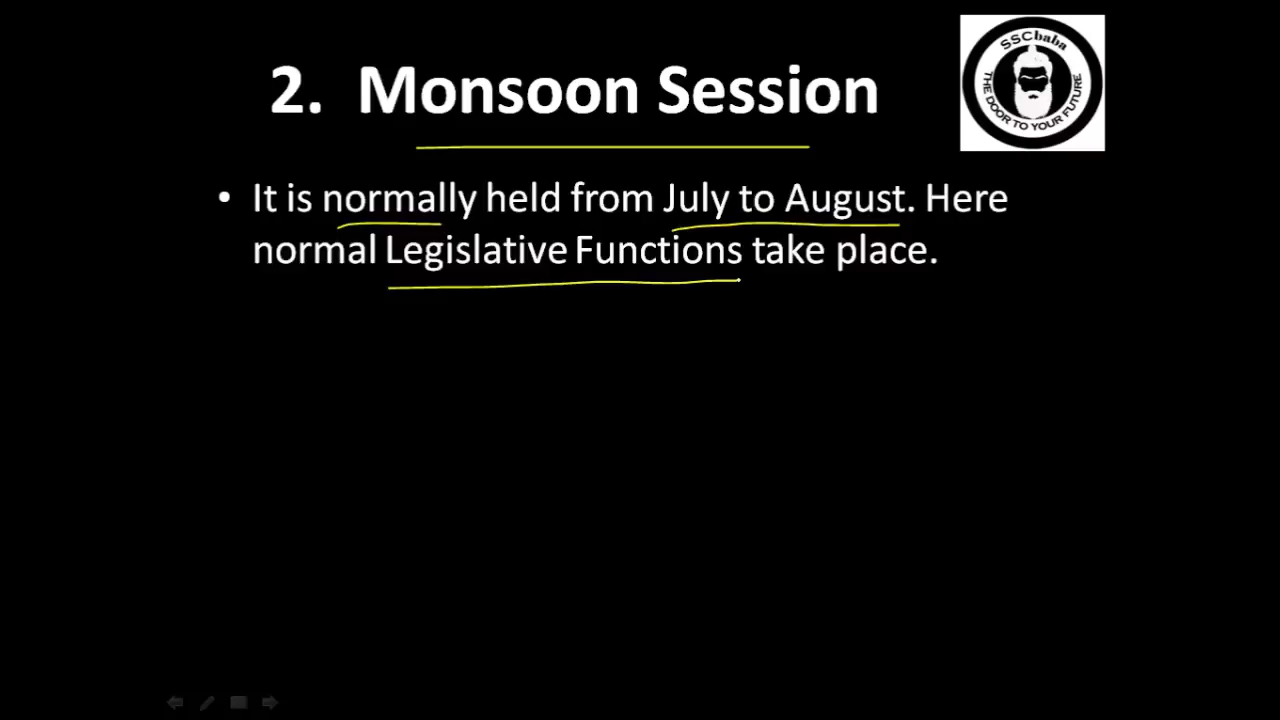 2. Monsoon Session
SSCbaba
THE DOOR TO YOUR FUTURE
• It is normally held from July to August. Here
normal Legislative Functions take place.